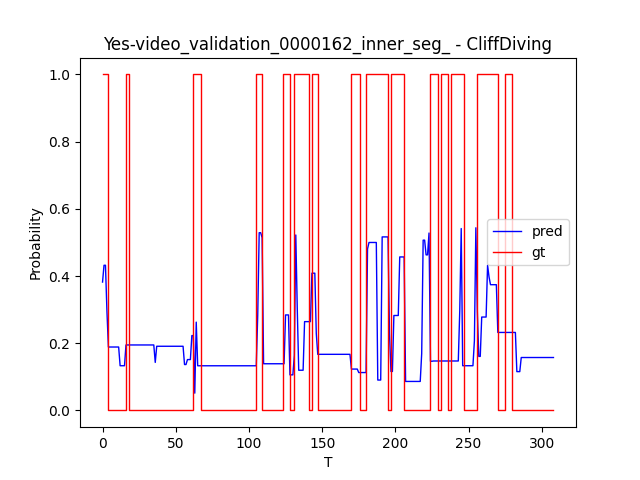 Yes-video_validation_0000162_inner_seg_ - CliffDiving
1.0
0.8
0.6
0.4
0.2
0.0
Probability
pred
gt
0 50 100 150 200 250 300
T